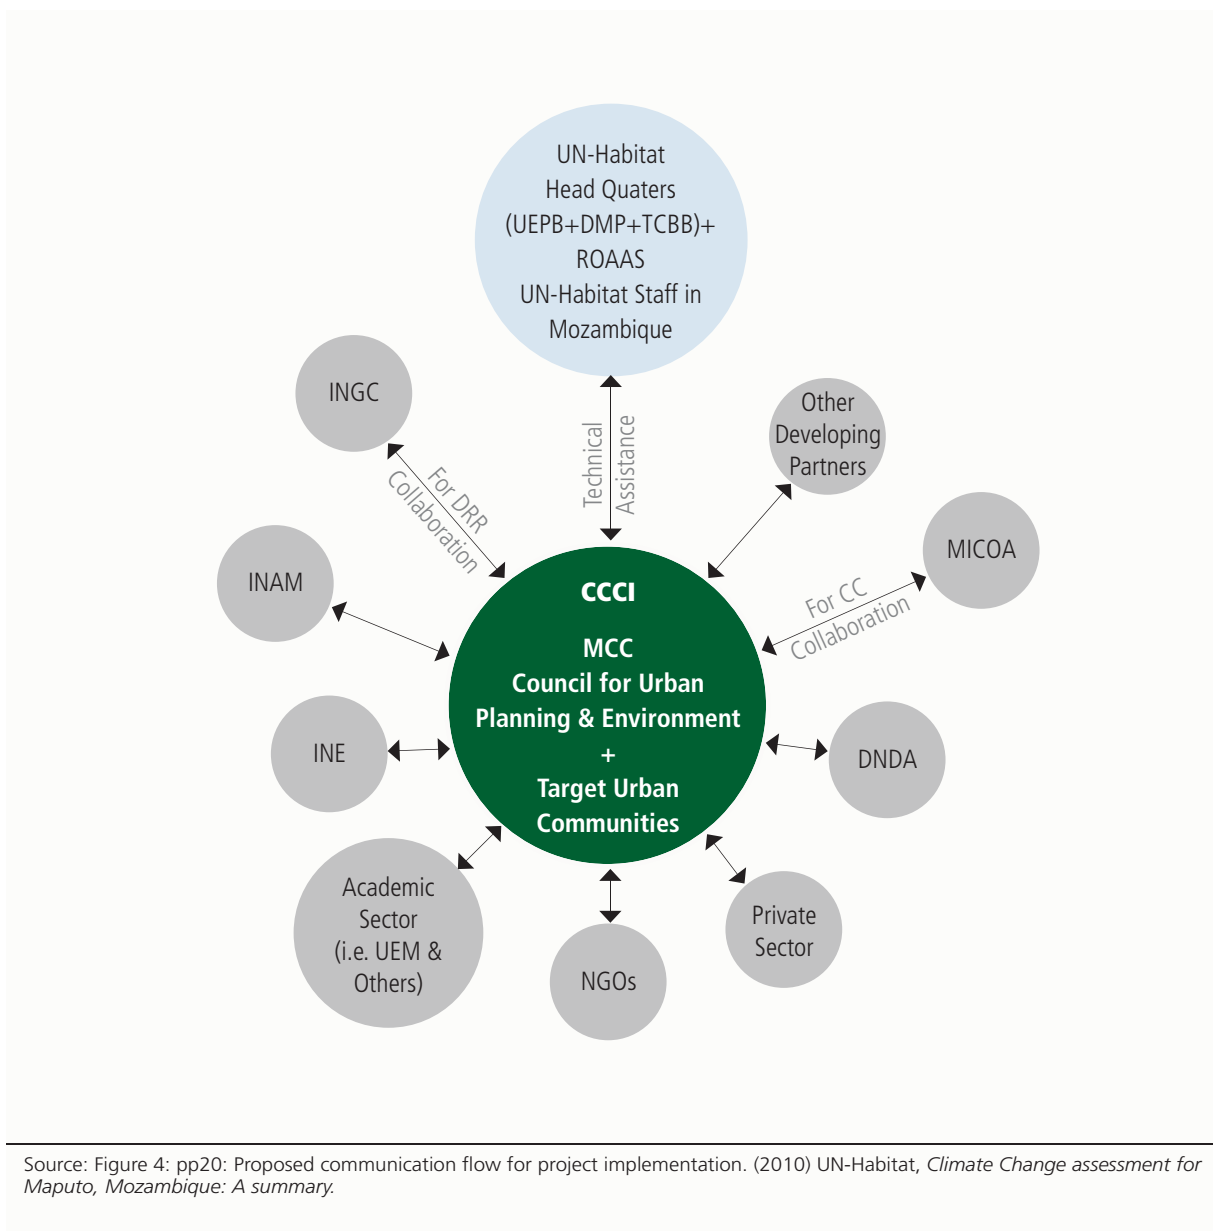 UN-Habitat
Head Quaters
(UEPB+DMP+TCBB)+
ROAAS
UN-Habitat Staff in
Mozambique
INGC
Other
Developing
Partners
Technical
Assistance
For DRR
Collaboration
MICOA
INAM
For CC
Collaboration
CCCI
MCC
Council for Urban
Planning & Environment
+
Target Urban
Communities
INE
DNDA
Academic
Sector
(i.e. UEM &
Others)
Private
Sector
NGOs
Source: Figure 4: pp20: Proposed communication flow for project implementation. (2010) UN-Habitat, Climate Change assessment for
Maputo, Mozambique: A summary.